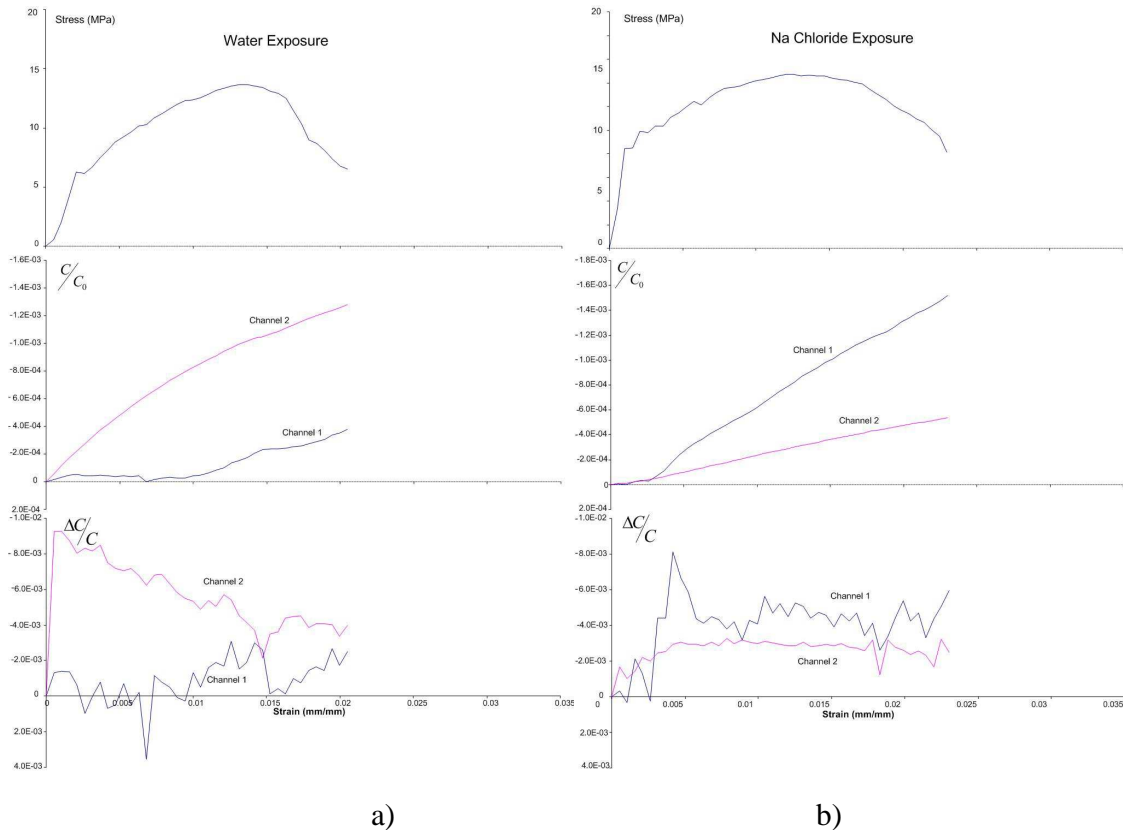 Stress (MPa)
Water Exposure
20
15
10
5
0
-1.6E-03
-1.4E-03
-1.2E-03
-1.0E-03
-8.0E-04
-6.0E-04
-4.0E-04
-2.0E-04
0
2.0E-04
C/C0
Channel 2
Channel 1
-1.0E-02
-8.0E-03
-6.0E-03
-4.0E-03
-2.0E-03
0
2.0E-03
4.0E-03
ΔC/C
Channel 2
Channel 1
0 0.005 0.01 0.015 0.02 0.025 0.03 0.035
Strain (mm/mm)
a)
Stress (MPa)
Na Chloride Exposure
20
15
10
5
0
-1.8E-03
-1.6E-03
-1.4E-03
-1.2E-03
-1.0E-03
-8.0E-04
-6.0E-04
-4.0E-04
-2.0E-04
0
2.0E-04
C/C0
Channel 1
Channel 2
-1.0E-02
-8.0E-03
-6.0E-03
-4.0E-03
-2.0E-03
0
2.0E-03
4.0E-03
ΔC/C
Channel 1
Channel 2
0 0.005 0.01 0.015 0.02 0.025 0.03 0.035
Strain (mm/mm)
b)